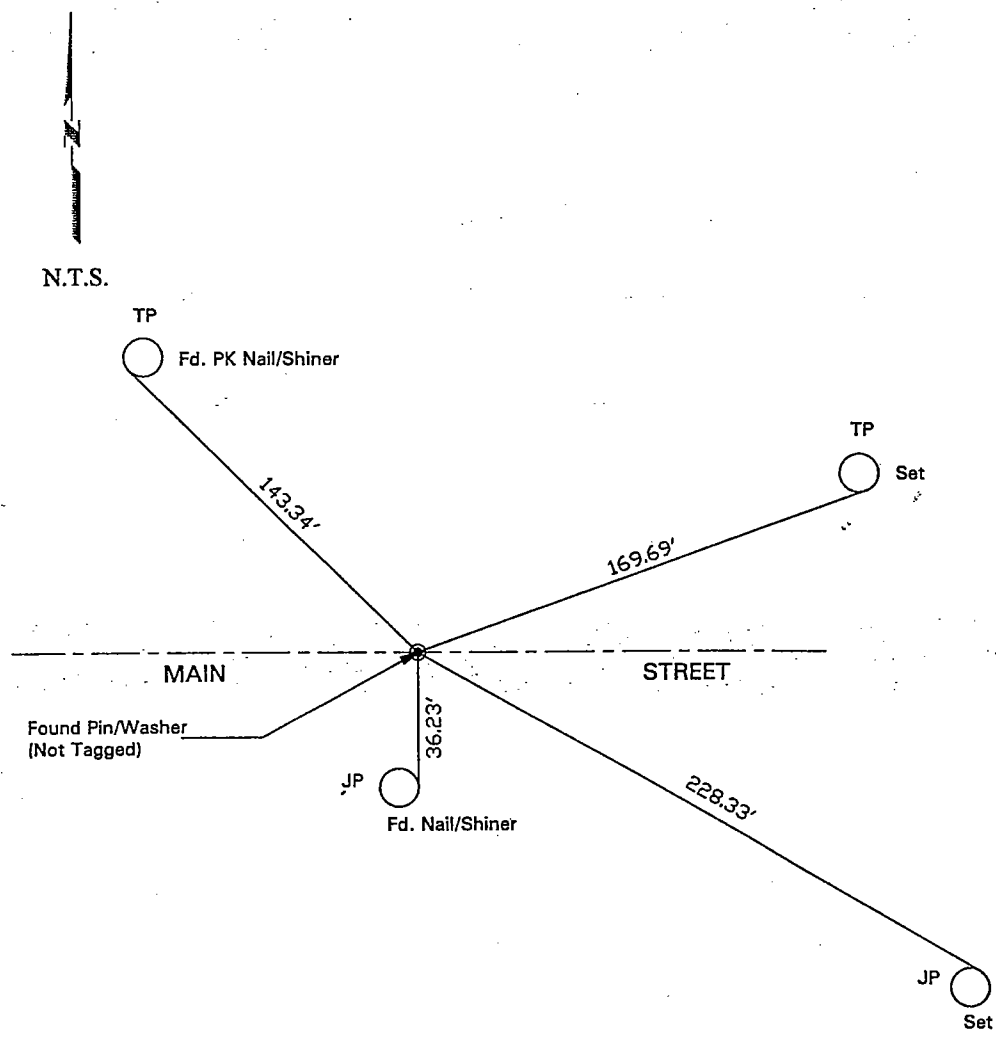 N
N.T.S.
TP
Fd. PK Nail/Shiner
TP
Set
143.34'
169.69'
MAIN STREET
Found Pin/Washer
(Not Tagged)
36.23'
JP
Fd. Nail/Shiner
228.33'
JP
Set